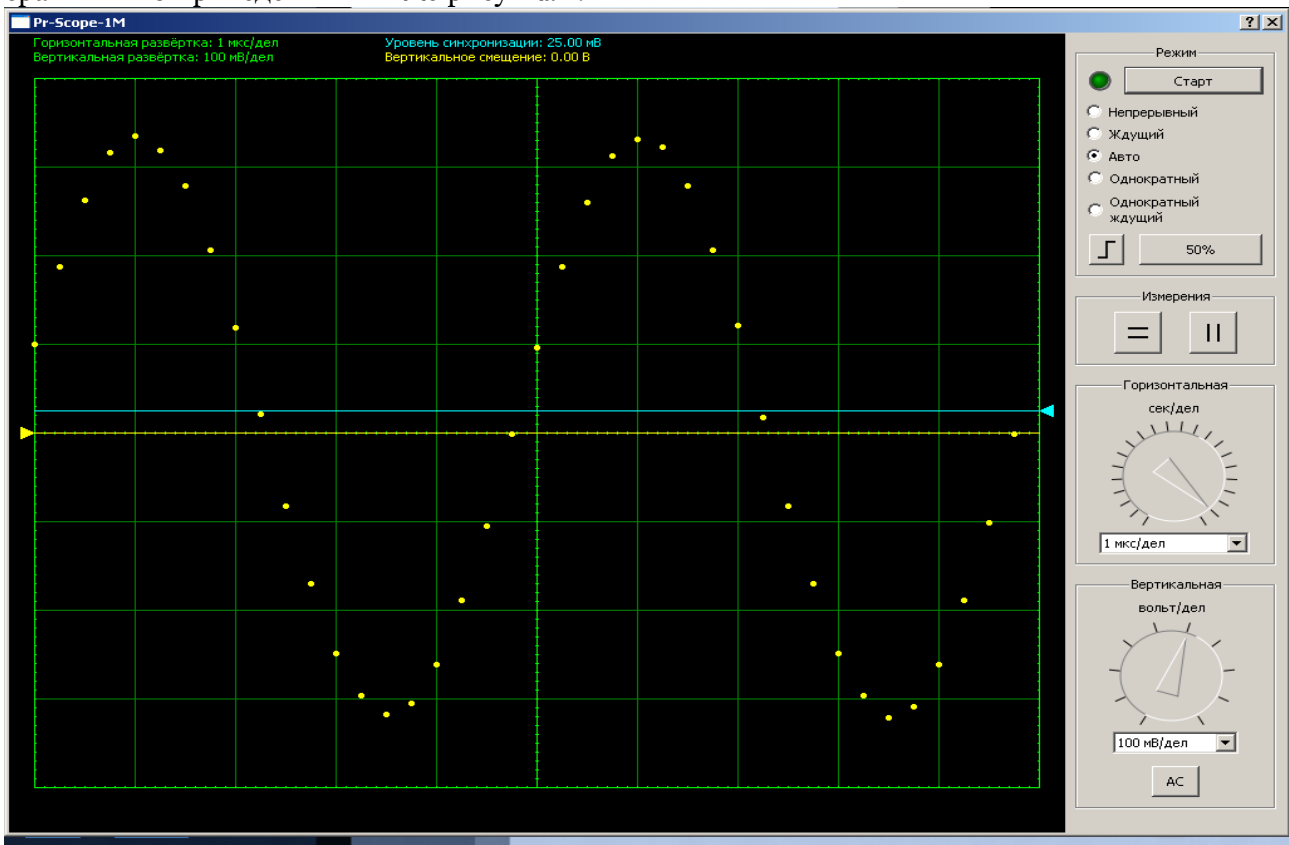 Pr-Scope-1M
Горизонтальная развёртка: 1 мкс/дел
Уровень синхронизации: 25.00 мВ
Вертикальная развёртка: 100 мВ/дел
Вертикальное смещение: 0.00 В
Режим
Старт
Непрерывный
Ждущий
Авто
Однократный
Однократный
ждущий
50%
Измерения
Горизонтальная
сек/дел
1 мкс/дел
Вертикальная
вольт/дел
100 мВ/дел
AC